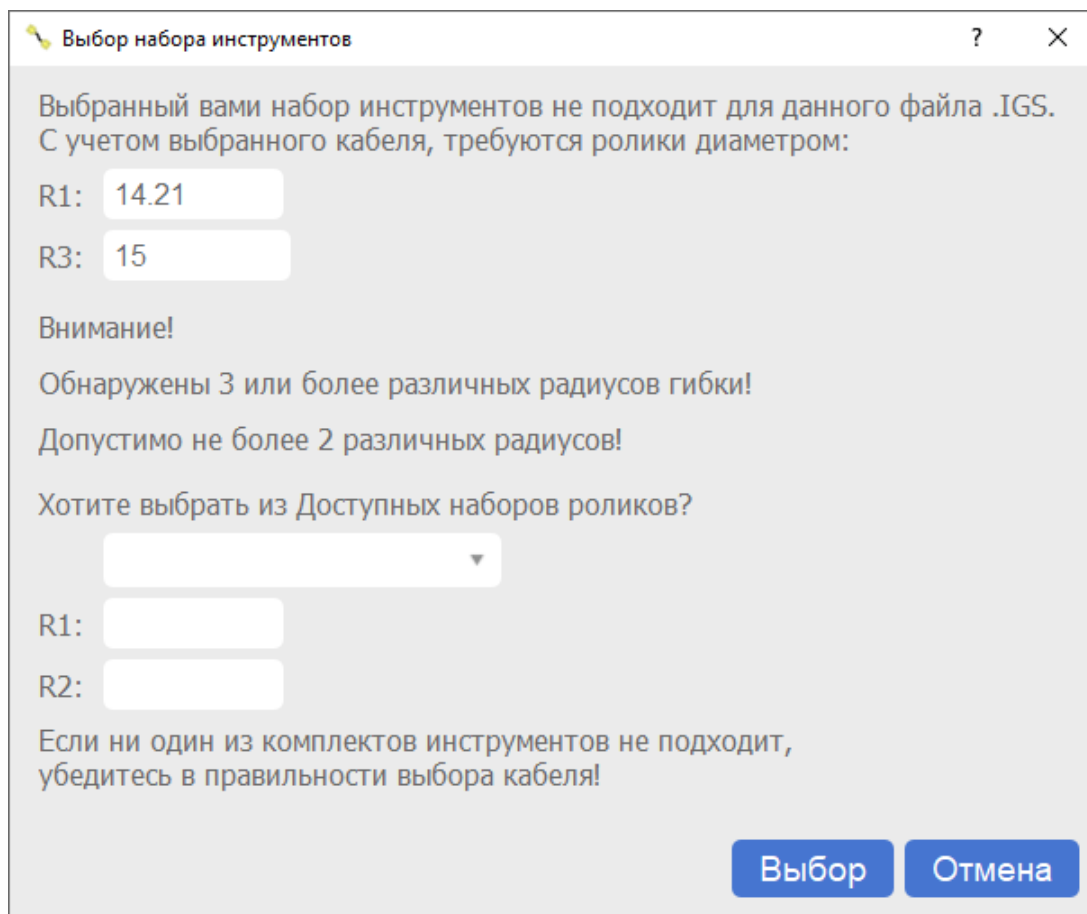 Выбор набора инструментов
?
Выбранный вами набор инструментов не подходит для данного файла .IGS.
С учетом выбранного кабеля, требуются ролики диаметром:
R1: 14.21
R3: 15
Внимание!
Обнаружены 3 или более различных радиусов гибки!
Допустимо не более 2 различных радиусов!
Хотите выбрать из Доступных наборов роликов?
R1:
R2:
Если ни один из комплектов инструментов не подходит,
убедитесь в правильности выбора кабеля!
Выбор Отмена